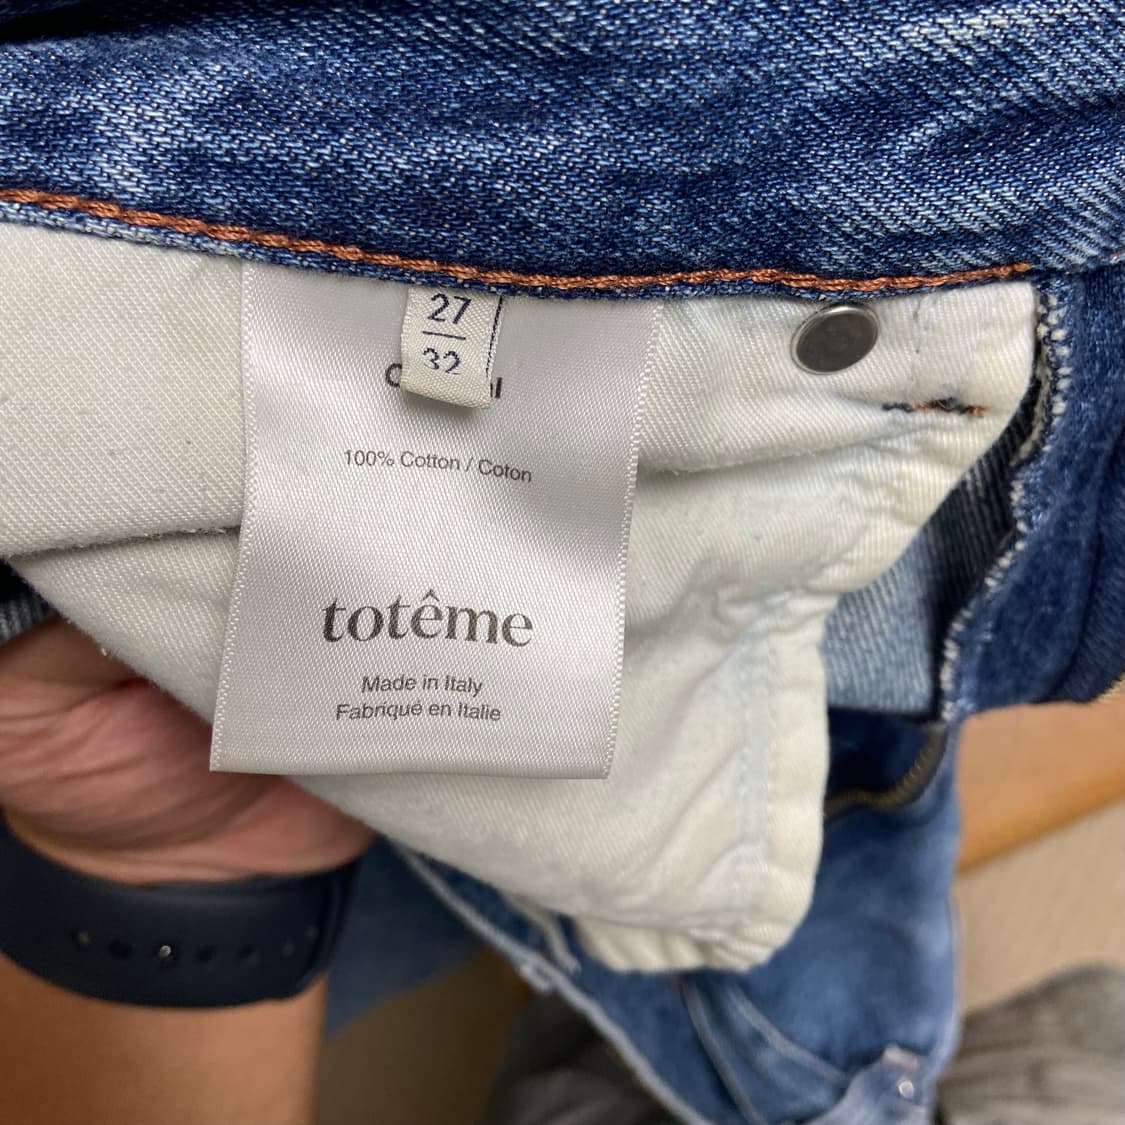 27
32
100% Cotton / Coton
totême
Made in Italy
Fabriqué en Italie